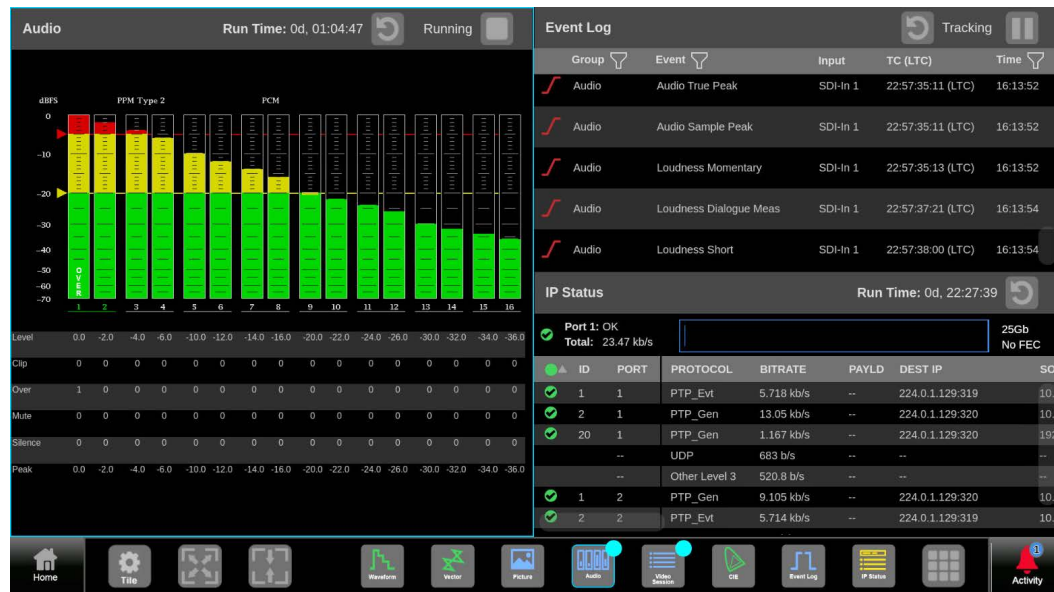 Audio
Run Time: 0d, 01:04:47
Running
dBFS PPM Type 2 PCM
0
-10
-20
-30
-40
-50
-60
-70
OVER
1 2 3 4 5 6 7 8 9 10 11 12 13 14 15 16
Level 0.0 -2.0 -4.0 -6.0 -10.0 -12.0 -14.0 -16.0 -20.0 -22.0 -24.0 -26.0 -30.0 -32.0 -34.0 -36.0
Clip 0 0 0 0 0 0 0 0 0 0 0 0 0 0 0 0
Over 1 0 0 0 0 0 0 0 0 0 0 0 0 0 0 0
Mute 0 0 0 0 0 0 0 0 0 0 0 0 0 0 0 0
Silence 0 0 0 0 0 0 0 0 0 0 0 0 0 0 0 0
Peak 0.0 -2.0 -4.0 -6.0 -10.0 -12.0 -14.0 -16.0 -20.0 -22.0 -24.0 -26.0 -30.0 -32.0 -34.0 -36.0
Event Log
Tracking
Group Event Input TC (LTC) Time
Audio Audio True Peak SDI-In 1 22:57:35:11 (LTC) 16:13:52
Audio Audio Sample Peak SDI-In 1 22:57:35:11 (LTC) 16:13:52
Audio Loudness Momentary SDI-In 1 22:57:35:13 (LTC) 16:13:52
Audio Loudness Dialogue Meas SDI-In 1 22:57:37:21 (LTC) 16:13:54
Audio Loudness Short SDI-In 1 22:57:38:00 (LTC) 16:13:54
IP Status
Run Time: 0d, 22:27:39
Port 1: OK
Total: 23.47 kb/s
25Gb
No FEC
ID PORT PROTOCOL BITRATE PAYLD DEST IP SO
1 1 PTP_Evt 5.718 kb/s -- 224.0.1.129:319 10.
2 1 PTP_Gen 13.05 kb/s -- 224.0.1.129:320 10.
20 1 PTP_Gen 1.167 kb/s -- 224.0.1.129:320 192
-- UDP 683 b/s -- -- --
-- Other Level 3 520.8 b/s -- -- --
1 2 PTP_Gen 9.105 kb/s -- 224.0.1.129:320 10.
2 2 PTP_Evt 5.714 kb/s -- 224.0.1.129:319 10.
Home
Tile
Waveform
Vector
Picture
Audio
Video Session
CIE
Event Log
IP Status
1
Activity